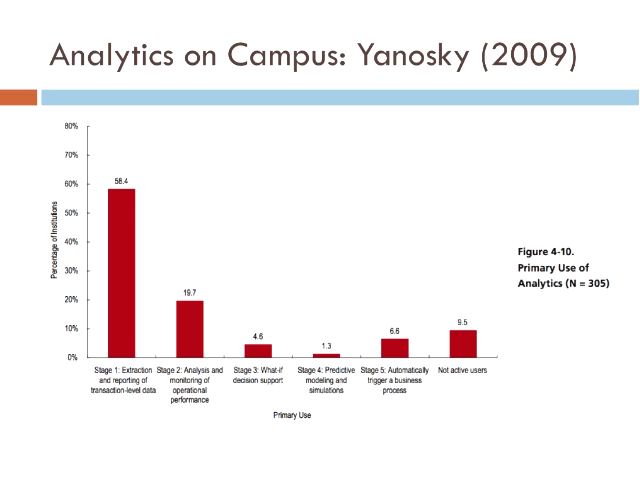 Analytics on Campus: Yanosky (2009)
80%
70%
60%
50%
40%
30%
20%
10%
0%
Percentage of Institutions
58.4
19.7
4.6
1.3
6.6
9.5
Stage 1: Extraction
and reporting of
transaction-level data
Stage 2: Analysis and
monitoring of
operational
performance
Stage 3: What-if
decision support
Stage 4: Predictive
modeling and
simulations
Stage 5: Automatically
trigger a business
process
Not active users
Primary Use
Figure 4-10.
Primary Use of
Analytics (N = 305)